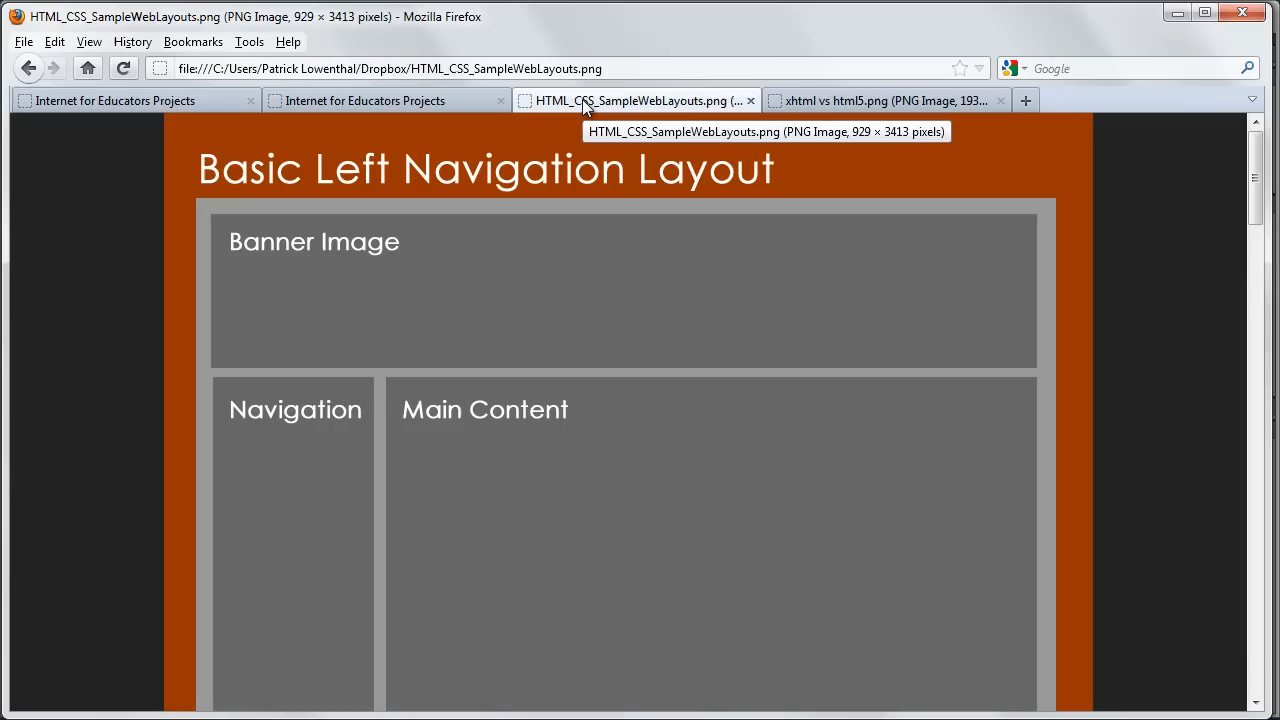 HTML_CSS_SampleWebLayouts.png (PNG Image, 929 × 3413 pixels) - Mozilla Firefox
File Edit View History Bookmarks Tools Help
file:///C:/Users/Patrick Lowenthal/Dropbox/HTML_CSS_SampleWebLayouts.png Google
Internet for Educators Projects Internet for Educators Projects HTML_CSS_SampleWebLayouts.png (... xhtml vs html5.png (PNG Image, 193...
HTML_CSS_SampleWebLayouts.png (PNG Image, 929 × 3413 pixels)
Basic Left Navigation Layout
Banner Image
Navigation Main Content